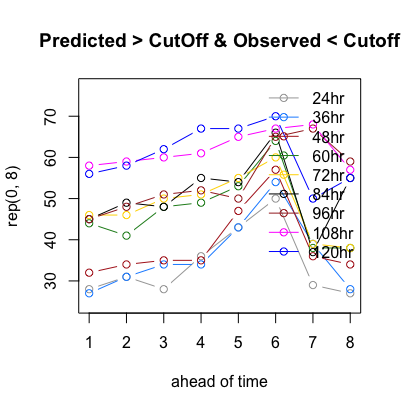 Predicted > CutOff & Observed < Cutoff
rep(0, 8)
70
60
50
40
30
24hr
36hr
48hr
60hr
72hr
84hr
96hr
108hr
120hr
1 2 3 4 5 6 7 8
ahead of time